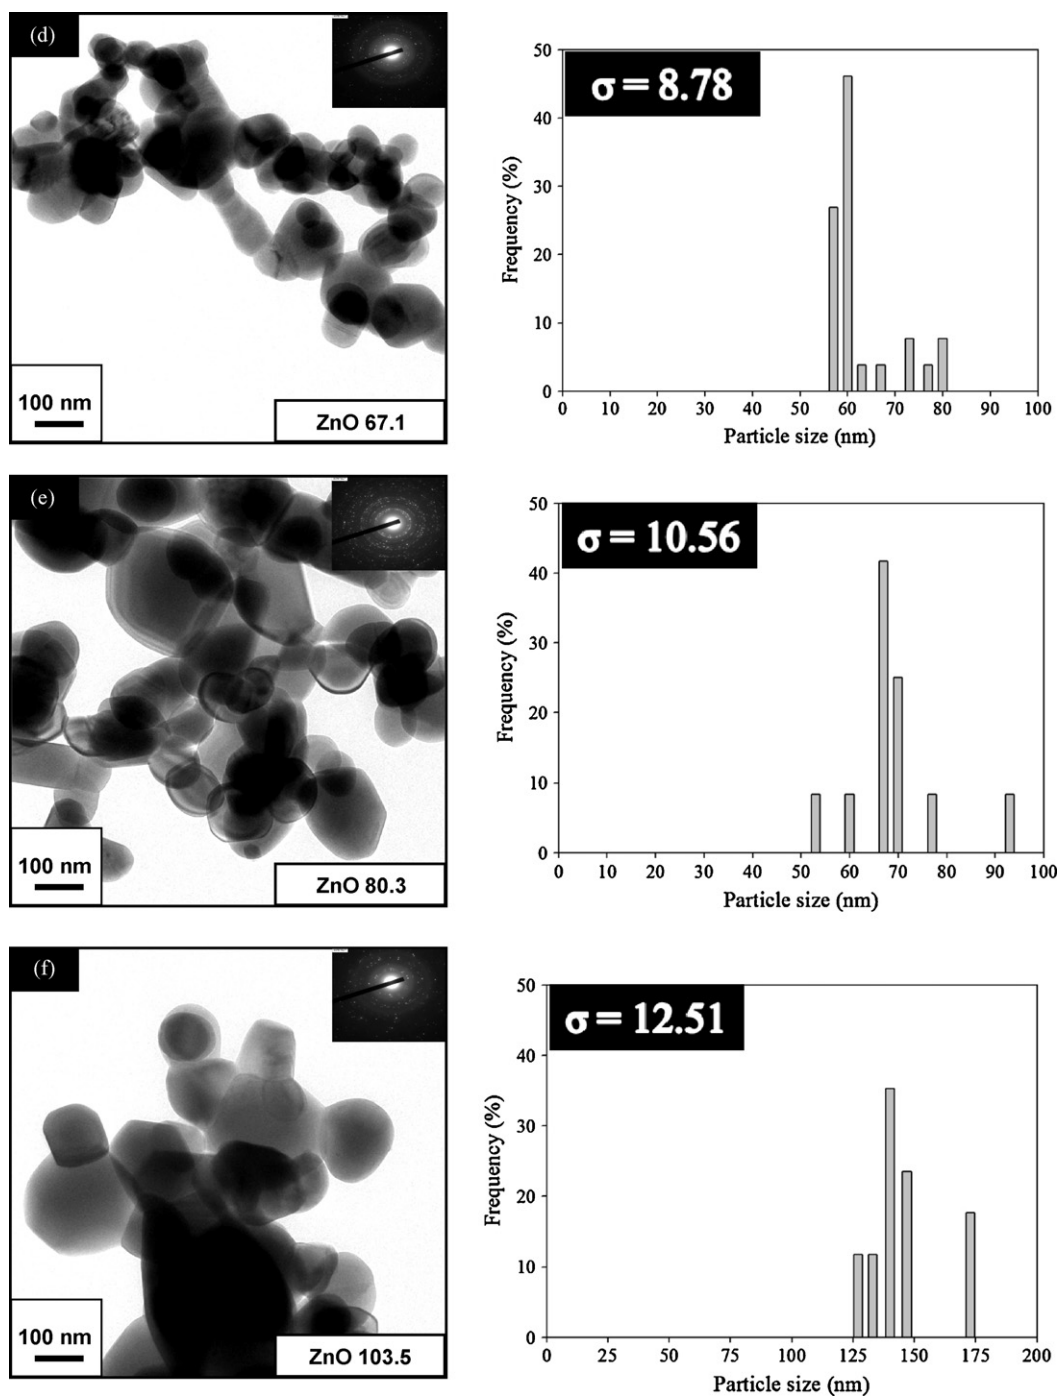 (d)
100 nm
ZnO 67.1
σ = 8.78
50
40
30
20
10
0
Frequency (%)
0 10 20 30 40 50 60 70 80 90 100
Particle size (nm)
(e)
100 nm
ZnO 80.3
σ = 10.56
50
40
30
20
10
0
Frequency (%)
0 10 20 30 40 50 60 70 80 90 100
Particle size (nm)
(f)
100 nm
ZnO 103.5
σ = 12.51
50
40
30
20
10
0
Frequency (%)
0 25 50 75 100 125 150 175 200
Particle size (nm)